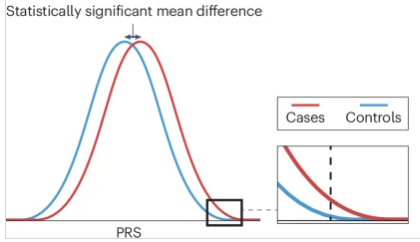 Statistically significant mean difference
Cases Controls
PRS